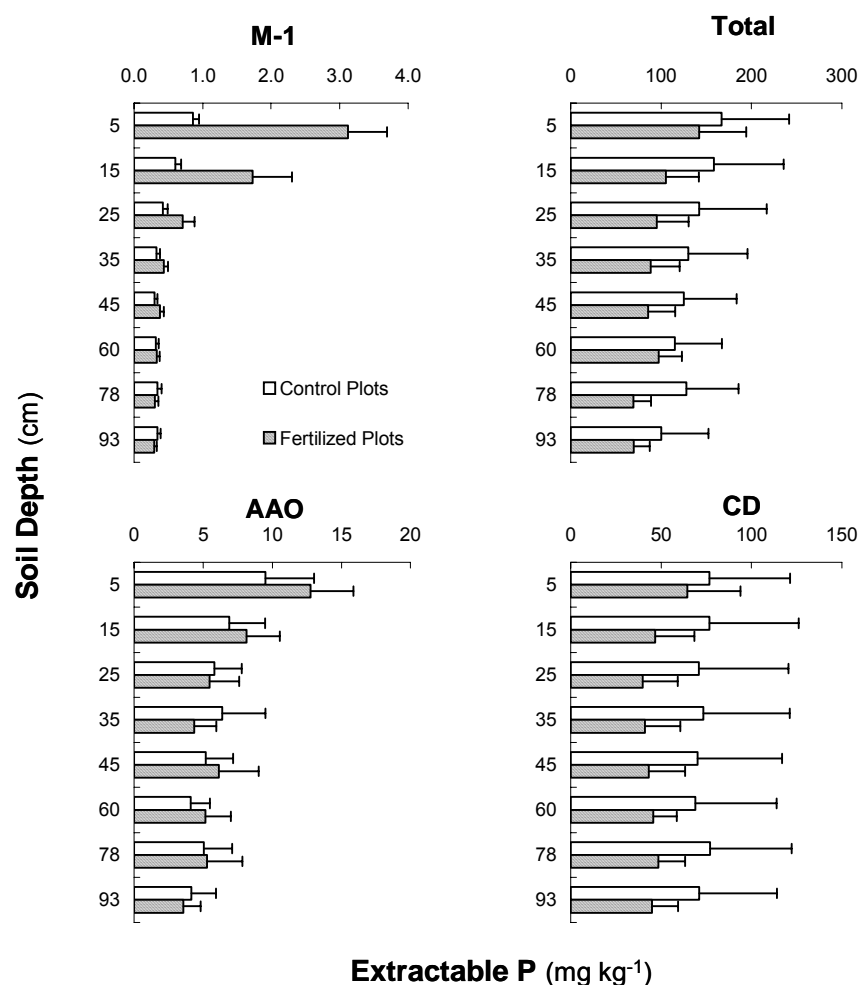 M-1
0.0 1.0 2.0 3.0 4.0
5
15
25
35
45
60
78
93
Control Plots
Fertilized Plots
Total
0 100 200 300
5
15
25
35
45
60
78
93
AAO
0 5 10 15 20
5
15
25
35
45
60
78
93
CD
0 50 100 150
5
15
25
35
45
60
78
93
Soil Depth (cm)
Extractable P (mg kg⁻¹)